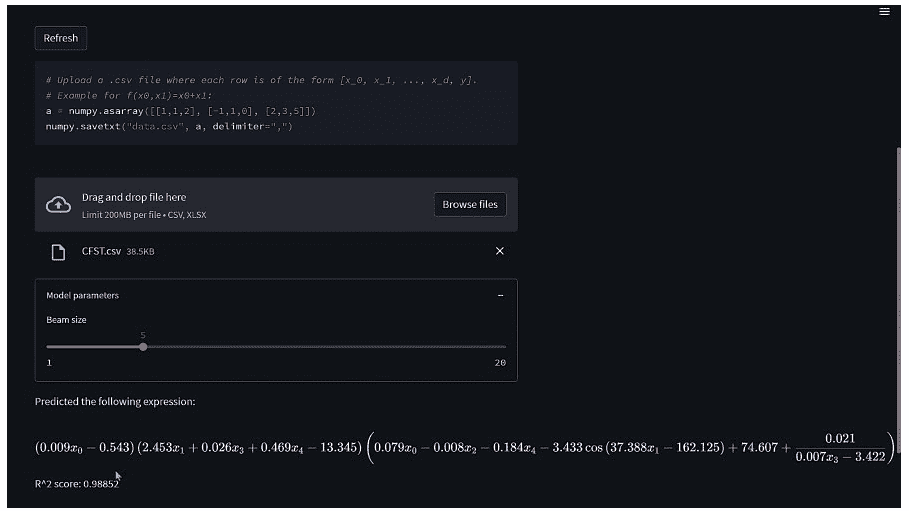 Refresh
# Upload a .csv file where each row is of the form [x_0, x_1, ..., x_d, y].
# Example for f(x0,x1)=x0+x1:
a = numpy.asarray([[1,1,2], [-1,1,0], [2,3,5]])
numpy.savetxt("data.csv", a, delimiter=",")
Drag and drop file here
Limit 200MB per file • CSV, XLSX
Browse files
CFST.csv 38.5KB
Model parameters
Beam size
5
1 20
Predicted the following expression:
(0.009x₀ − 0.543) (2.453x₁ + 0.026x₃ + 0.469x₄ − 13.345) (0.079x₀ − 0.008x₂ − 0.184x₄ − 3.433 cos (37.388x₁ − 162.125) + 74.607 + 0.021/(0.007x₃ − 3.422))
R^2 score: 0.98852